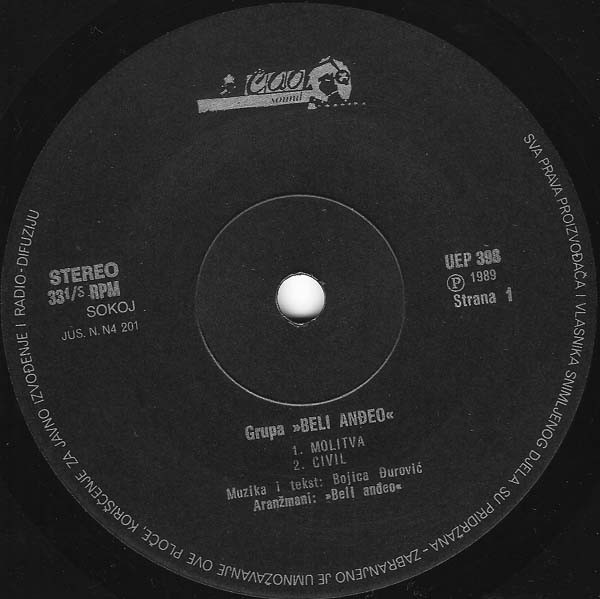 ĆAO
sound
STEREO
33 1/3 RPM
SOKOJ
JUS. N. N4 201
UEP 398
Ⓟ 1989
Strana 1
Grupa »BELI ANĐEO«
1. MOLITVA
2. CIVIL
Muzika i tekst: Bojica Đurović
Aranžmani: »Beli anđeo«
SVA PRAVA PROIZVOĐAČA I VLASNIKA SNIMLJENOG DJELA SU PRIDRŽANA - ZABRANJENO JE UMNOŽAVANJE OVE PLOČE, KORIŠĆENJE ZA JAVNO IZVOĐENJE I RADIO-DIFUZIJU